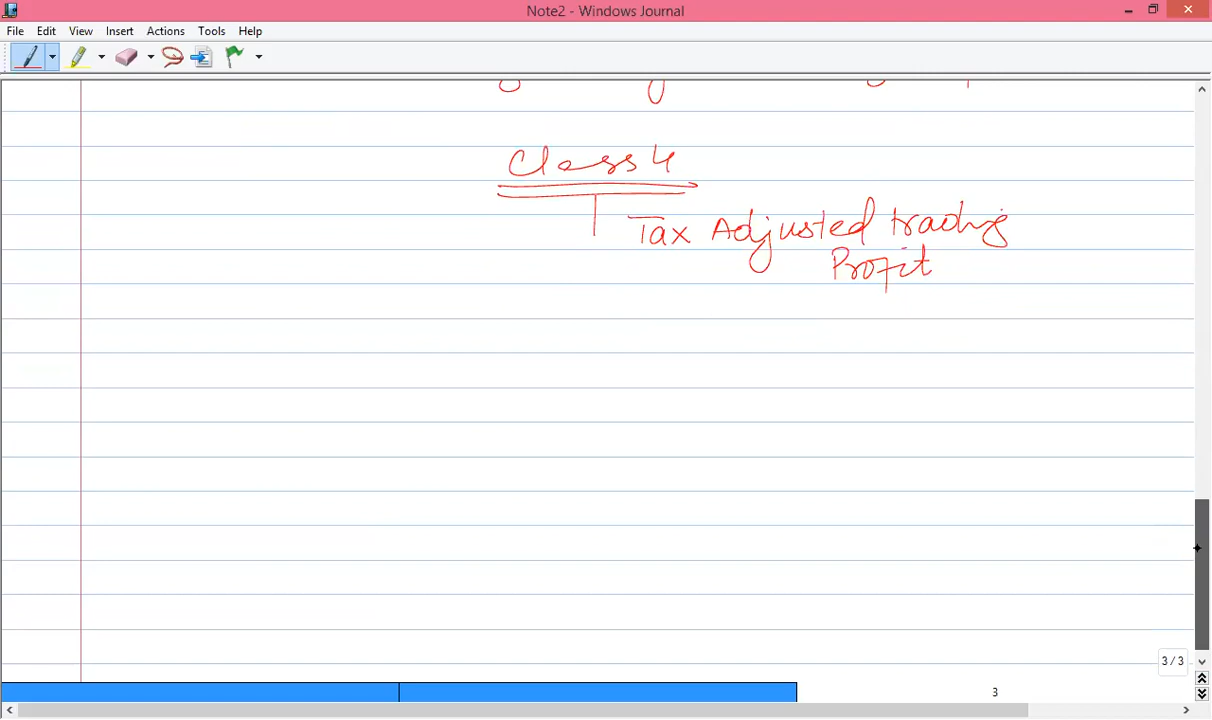 Note2 - Windows Journal
File Edit View Insert Actions Tools Help
Class 4
Tax Adjusted trading
Profit
3 / 3
3